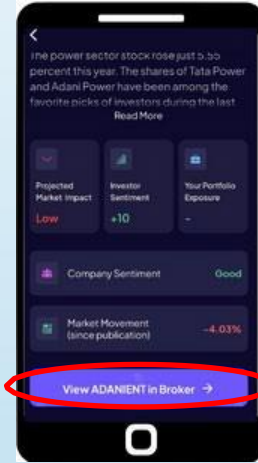 The power sector stock rose just 5.55
percent this year. The shares of Tata Power
and Adani Power have been among the
favorite picks of investors during the last
Read More
Projected
Market Impact
Low
Investor
Sentiment
+10
Your Portfolio
Exposure
-
Company Sentiment
Good
Market Movement
(since publication)
-4.03%
View ADANIENT in Broker →